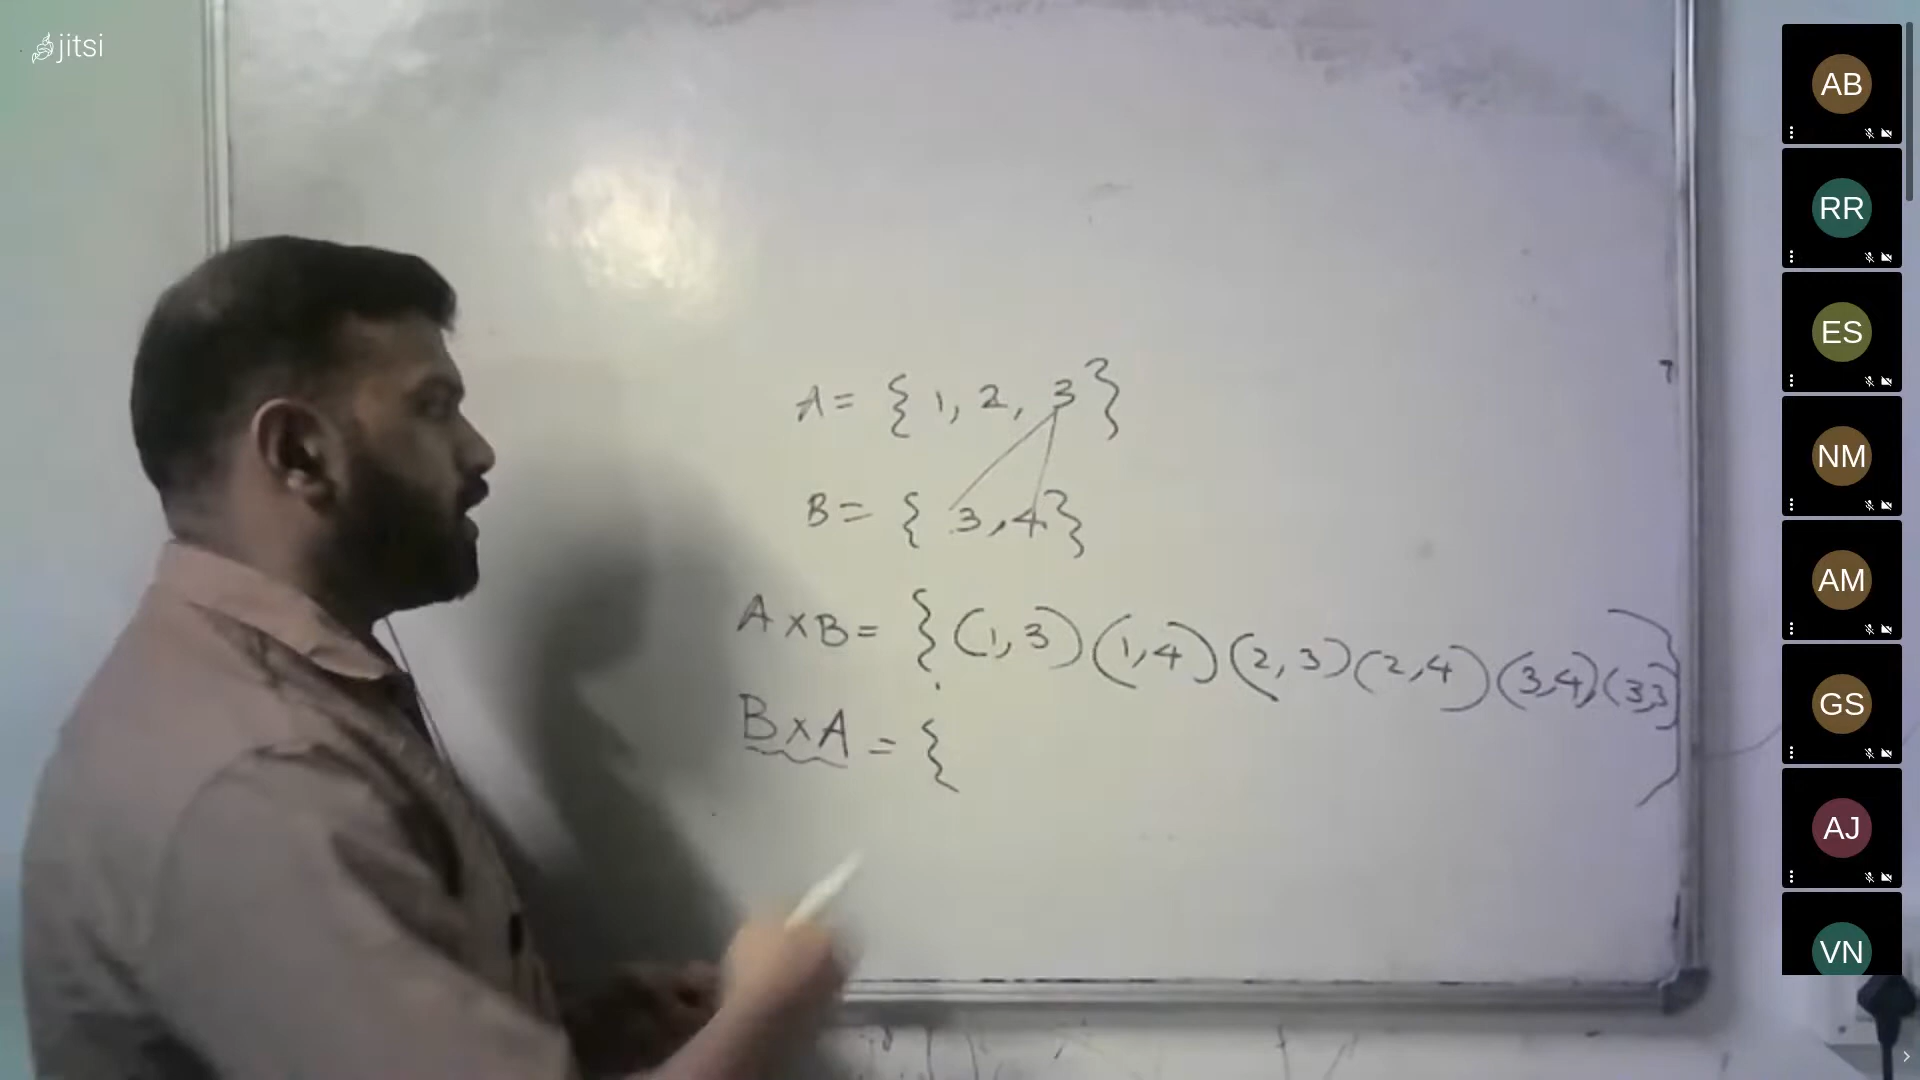 jitsi
A = { 1, 2, 3 }
B = { 3, 4 }
A × B = { (1, 3) (1, 4) (2, 3) (2, 4) (3,4) (3,3) }
B × A = {
AB
RR
ES
NM
AM
GS
AJ
VN